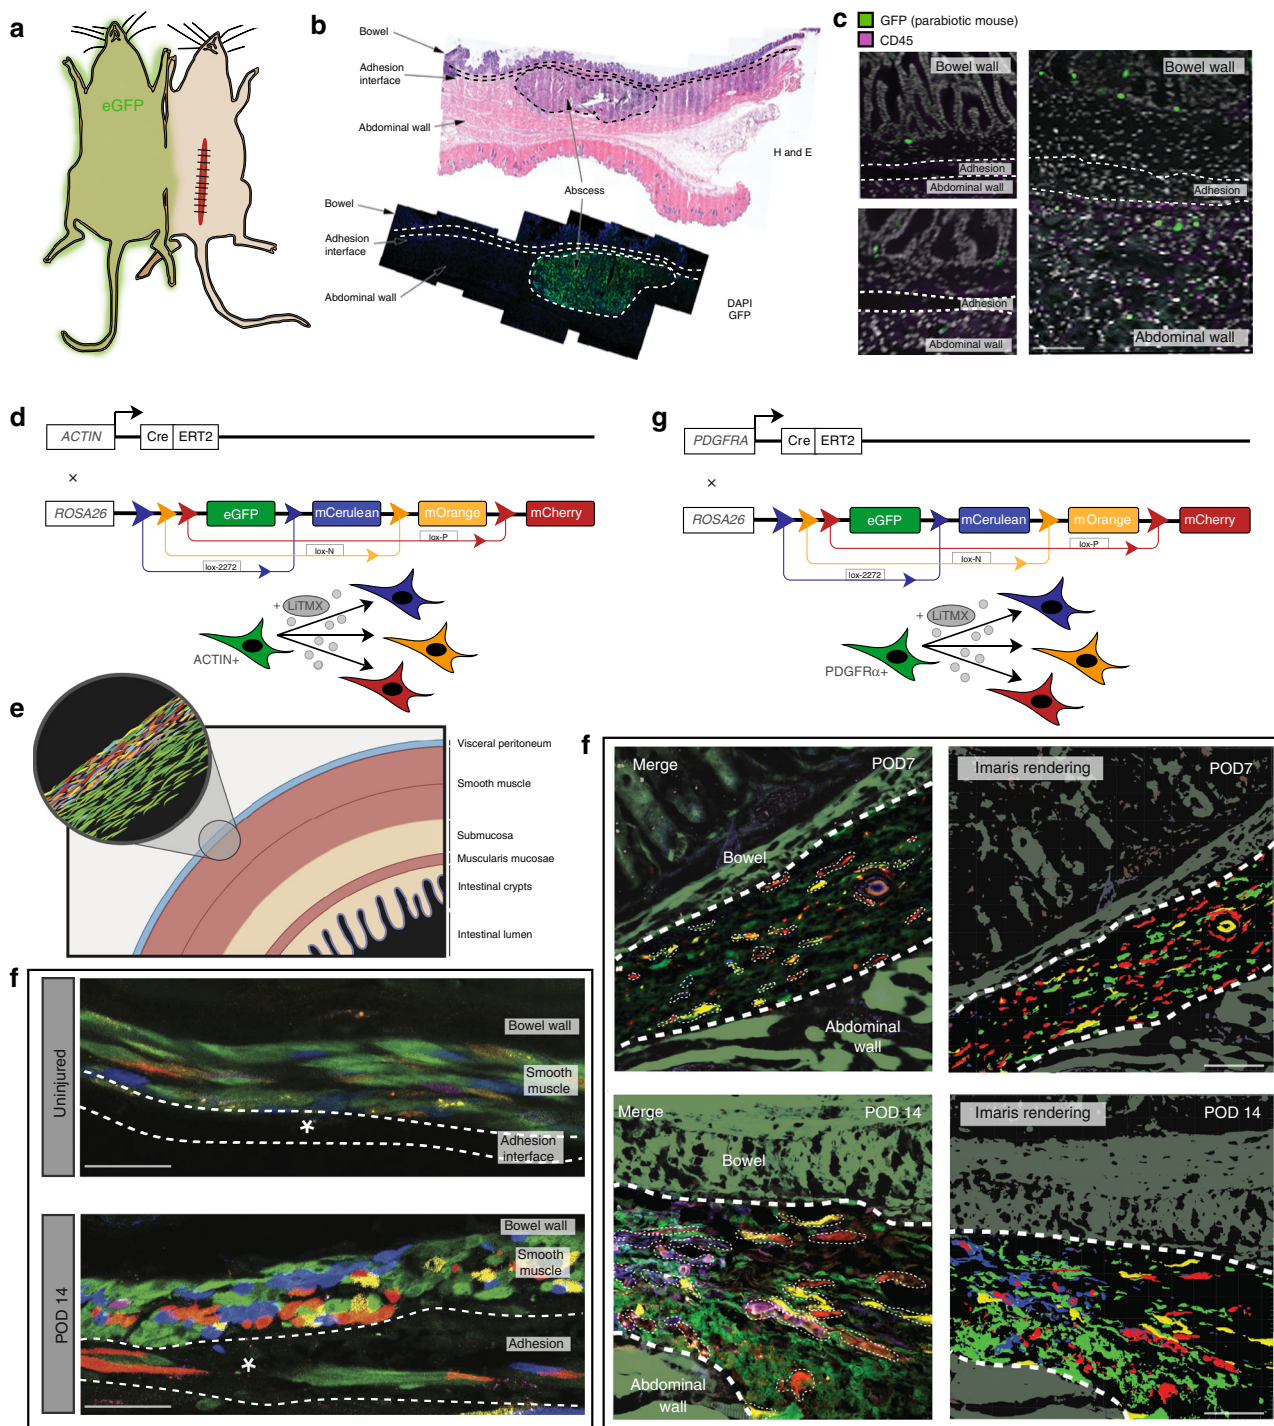 a
eGFP
b
Bowel
Adhesion
interface
Abdominal wall
H and E
Abscess
Bowel
Adhesion
interface
Abdominal wall
DAPI
GFP
c
GFP (parabiotic mouse)
CD45
Bowel wall
Adhesion
Abdominal wall
Adhesion
Abdominal wall
Bowel wall
Adhesion
Abdominal wall
d
ACTIN
Cre
ERT2
×
ROSA26
eGFP
mCerulean
mOrange
mCherry
lox-P
lox-N
lox-2272
+ LiTMX
ACTIN+
g
PDGFRA
Cre
ERT2
×
ROSA26
eGFP
mCerulean
mOrange
mCherry
lox-P
lox-N
lox-2272
+ LiTMX
PDGFRα+
e
Visceral peritoneum
Smooth muscle
Submucosa
Muscularis mucosae
Intestinal crypts
Intestinal lumen
f
Uninjured
Bowel wall
Smooth
muscle
*
Adhesion
interface
POD 14
Bowel wall
Smooth
muscle
Adhesion
*
f
Merge
POD7
Bowel
Abdominal
wall
Imaris rendering
POD7
Merge
POD 14
Bowel
Abdominal
wall
Imaris rendering
POD 14